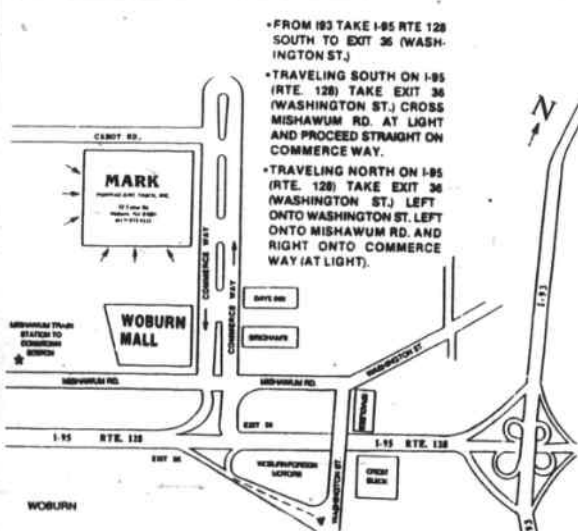 •FROM I93 TAKE I-95 RTE 128
SOUTH TO EXIT 36 (WASH-
INGTON ST.)
•TRAVELING SOUTH ON I-95
(RTE. 128) TAKE EXIT 36
(WASHINGTON ST.) CROSS
MISHAWUM RD. AT LIGHT
AND PROCEED STRAIGHT ON
COMMERCE WAY.
•TRAVELING NORTH ON I-95
(RTE. 128) TAKE EXIT 36
(WASHINGTON ST.) LEFT
ONTO WASHINGTON ST. LEFT
ONTO MISHAWUM RD. AND
RIGHT ONTO COMMERCE
WAY (AT LIGHT).
N
CABOT RD.
MARK
COMMERCE WAY
COMMERCE WAY
I-93
DAYS INN
BRIGHAM'S
WOBURN
MALL
MISHAWUM TRAIN
STATION TO
DOWNTOWN
BOSTON
WASHINGTON ST.
MISHAWUM RD.
MISHAWUM RD.
EXIT 36
I-95 RTE. 128
I-95 RTE. 128
EXIT 36
WOBURN FOREIGN
MOTORS
WASHINGTON ST.
BUICK
WOBURN